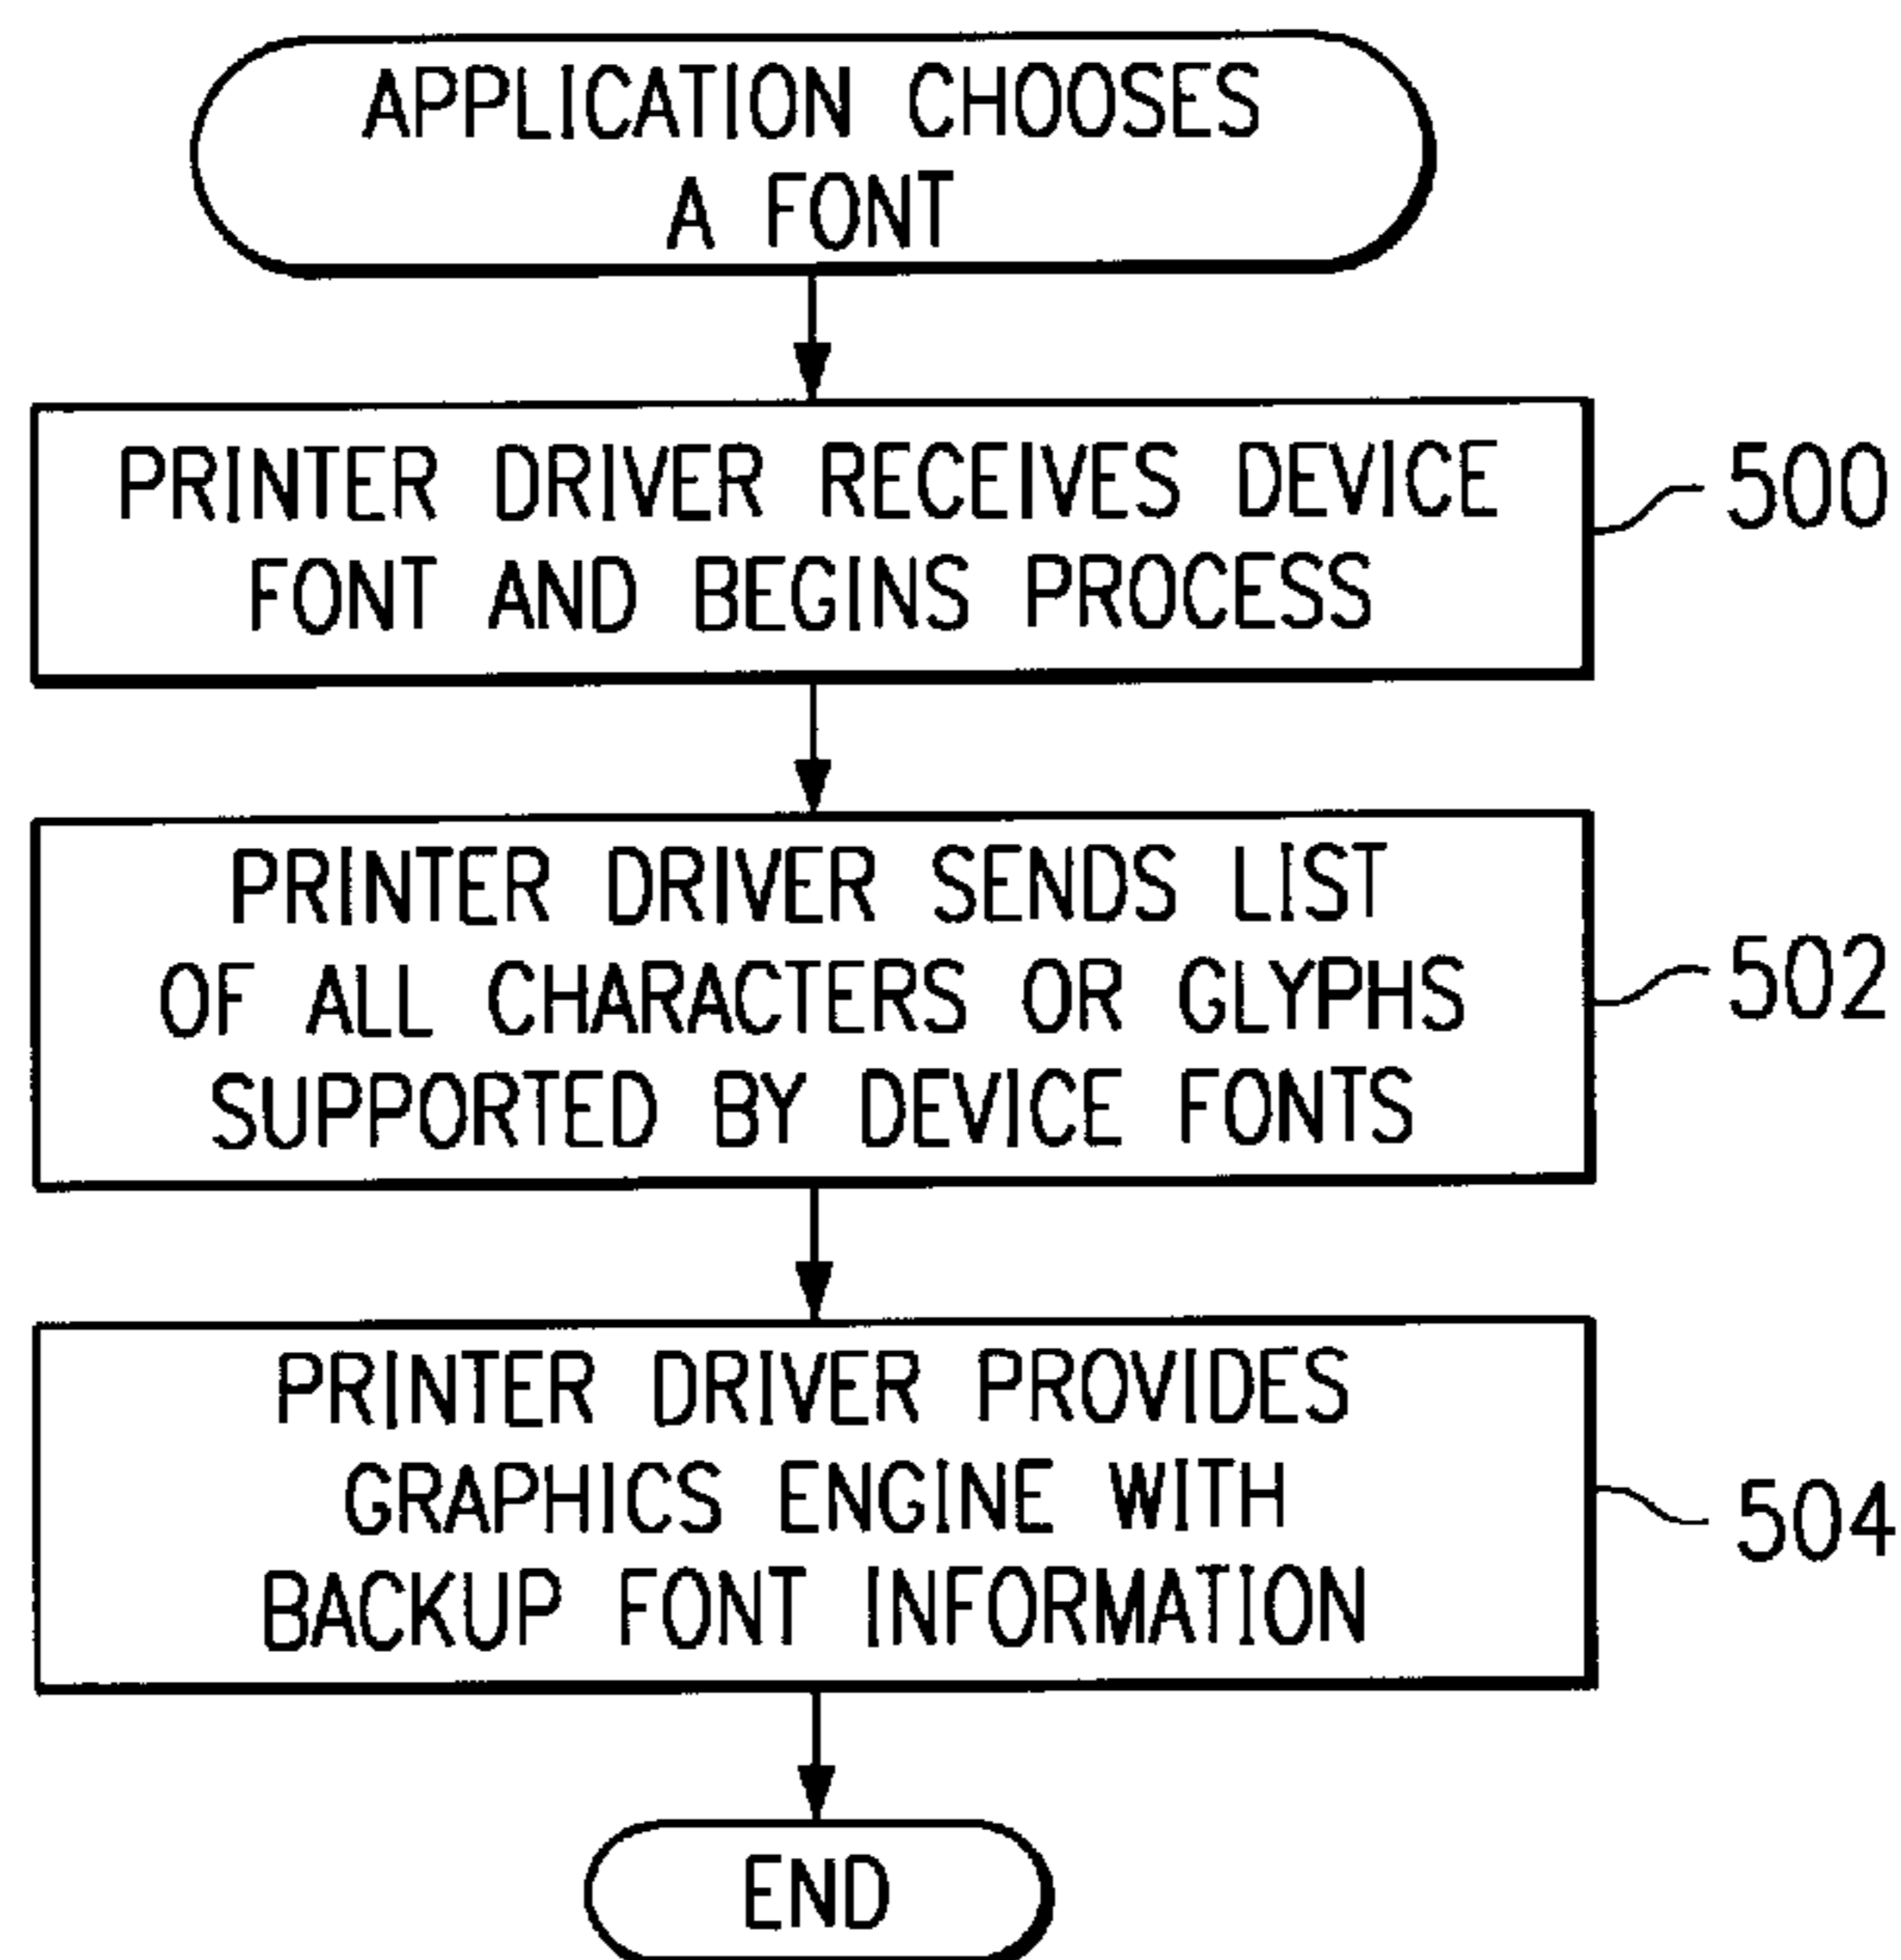 APPLICATION CHOOSES
A FONT
PRINTER DRIVER RECEIVES DEVICE
FONT AND BEGINS PROCESS
500
PRINTER DRIVER SENDS LIST
OF ALL CHARACTERS OR GLYPHS
SUPPORTED BY DEVICE FONTS
502
PRINTER DRIVER PROVIDES
GRAPHICS ENGINE WITH
BACKUP FONT INFORMATION
504
END